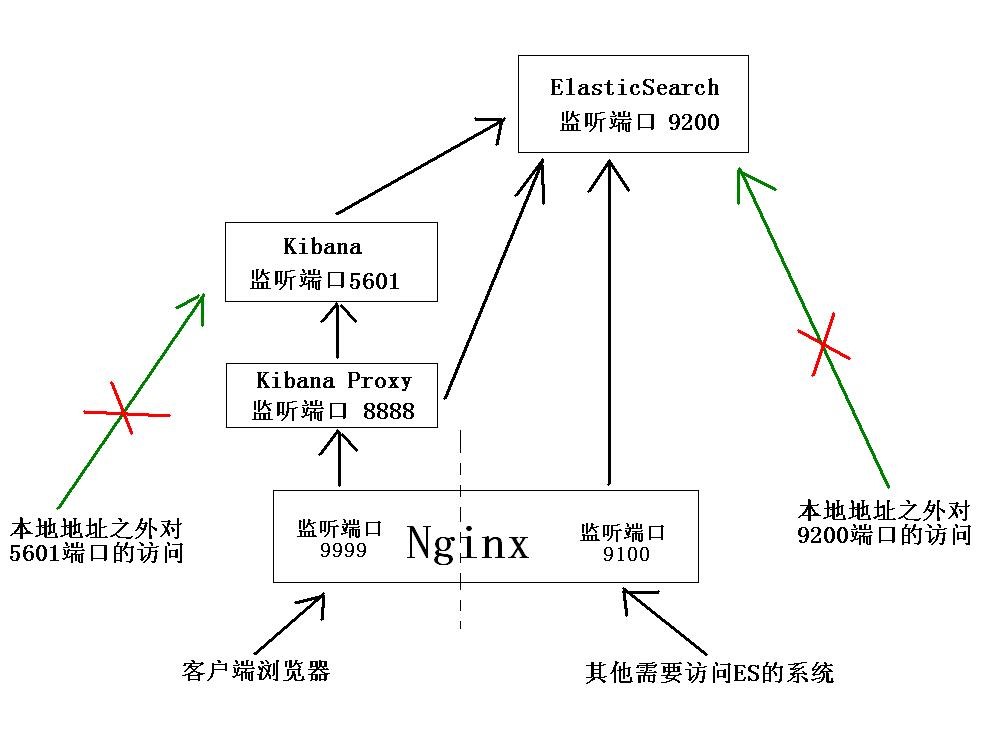 ElasticSearch
监听端口 9200
Kibana
监听端口5601
Kibana Proxy
监听端口 8888
本地地址之外对
5601端口的访问
本地地址之外对
9200端口的访问
监听端口
9999
Nginx
监听端口
9100
客户端浏览器
其他需要访问ES的系统